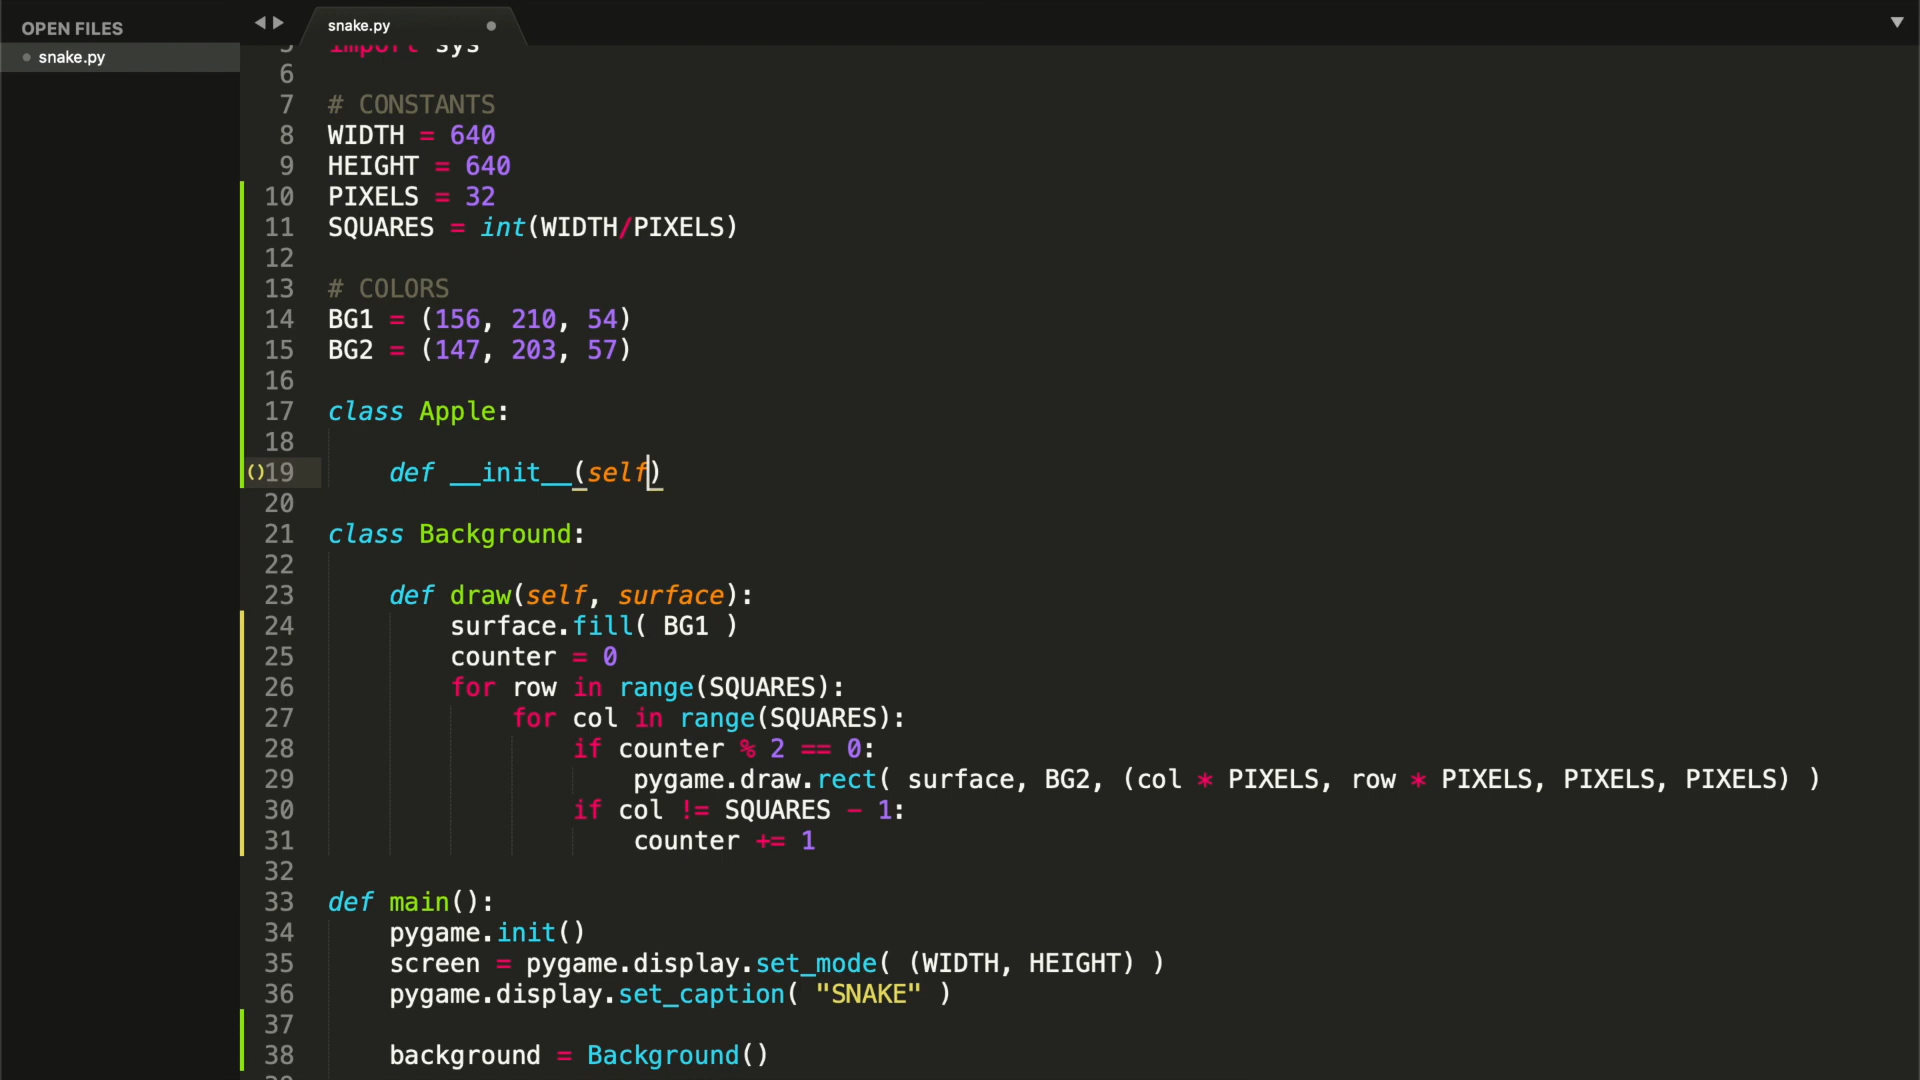 OPEN FILES
snake.py
snake.py
5 import sys
6
7 # CONSTANTS
8 WIDTH = 640
9 HEIGHT = 640
10 PIXELS = 32
11 SQUARES = int(WIDTH/PIXELS)
12
13 # COLORS
14 BG1 = (156, 210, 54)
15 BG2 = (147, 203, 57)
16
17 class Apple:
18
()19     def __init__(self)
20
21 class Background:
22
23     def draw(self, surface):
24         surface.fill( BG1 )
25         counter = 0
26         for row in range(SQUARES):
27             for col in range(SQUARES):
28                 if counter % 2 == 0:
29                     pygame.draw.rect( surface, BG2, (col * PIXELS, row * PIXELS, PIXELS, PIXELS) )
30                 if col != SQUARES - 1:
31                     counter += 1
32
33 def main():
34     pygame.init()
35     screen = pygame.display.set_mode( (WIDTH, HEIGHT) )
36     pygame.display.set_caption( "SNAKE" )
37
38     background = Background()